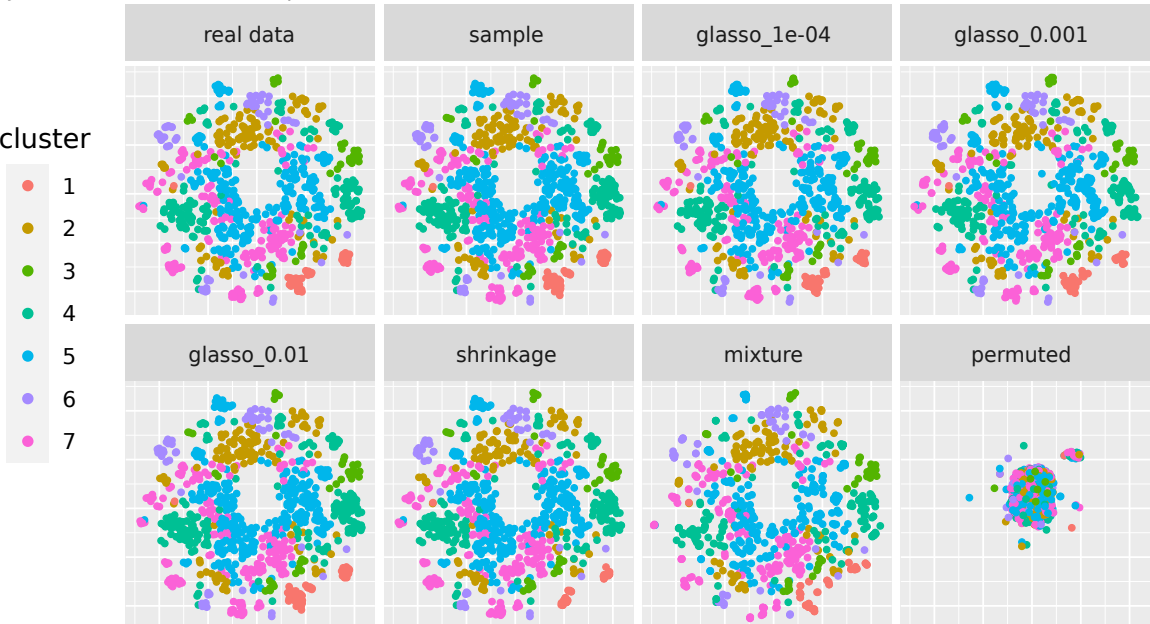 real data sample glasso_1e-04 glasso_0.001
cluster
1
2
3
4
5
6
7
glasso_0.01 shrinkage mixture permuted